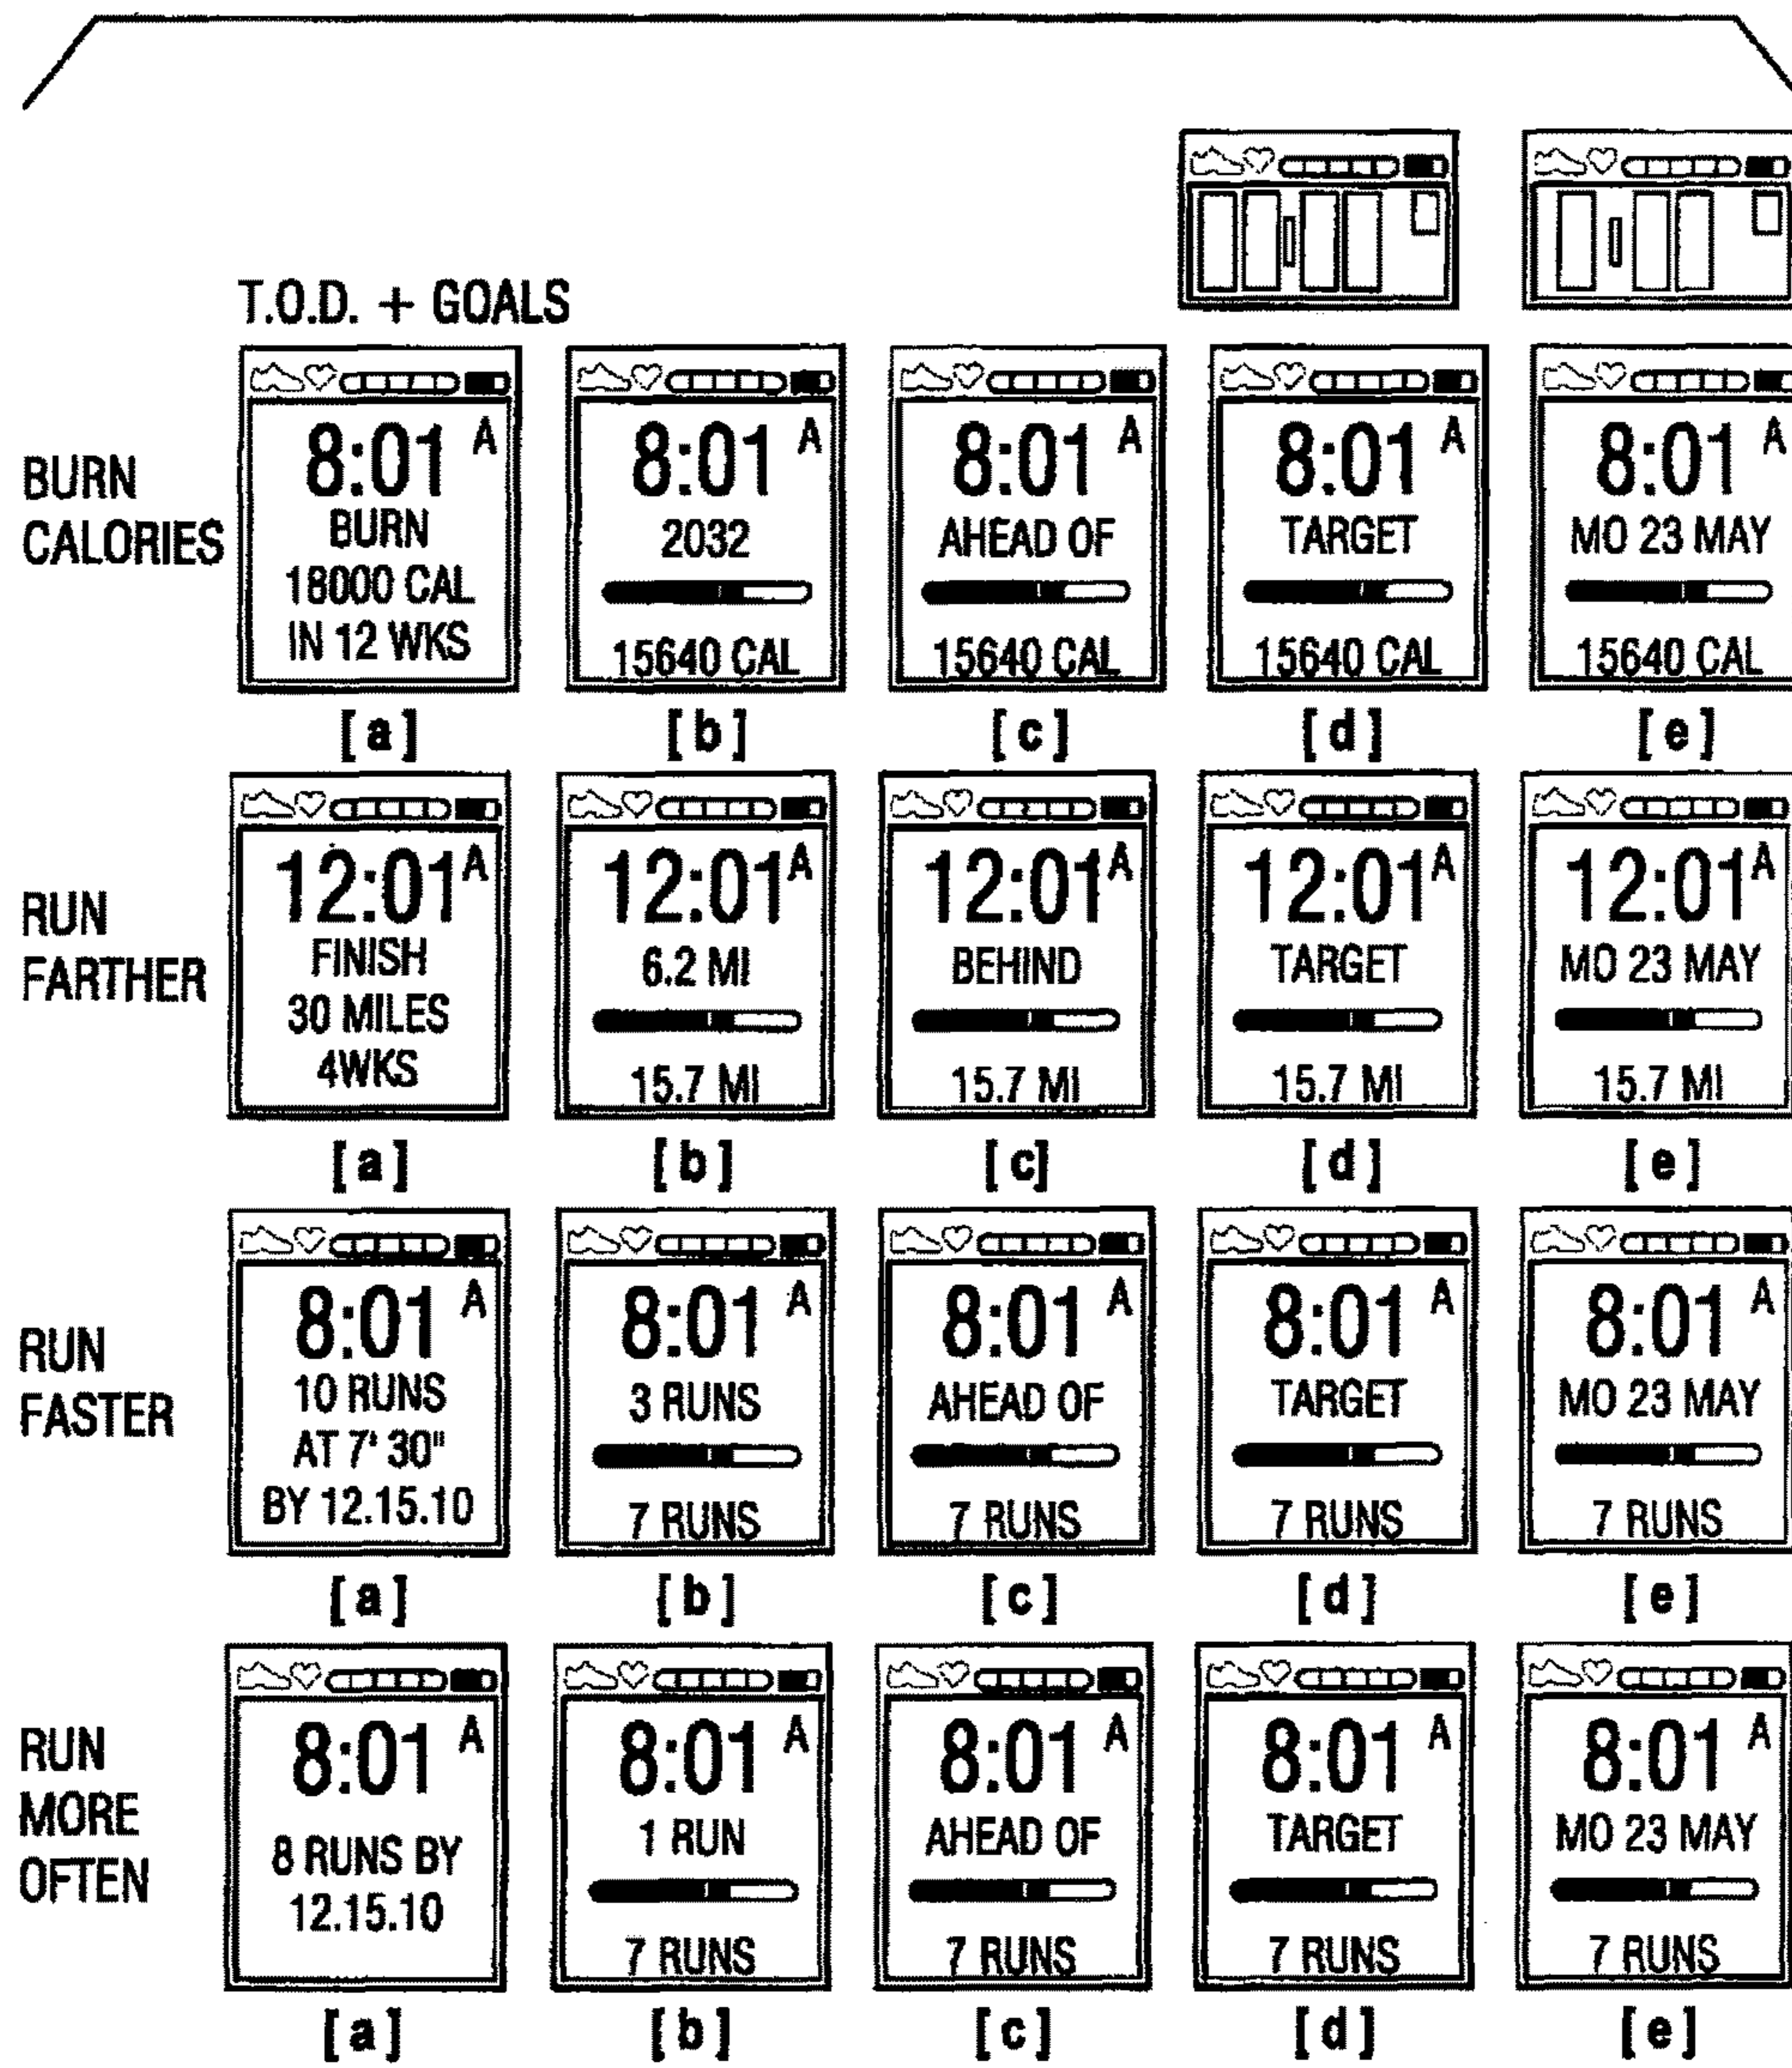 T.O.D. + GOALS
BURN
CALORIES
8:01 A
BURN
18000 CAL
IN 12 WKS
[a]
8:01 A
2032
15640 CAL
[b]
8:01 A
AHEAD OF
15640 CAL
[c]
8:01 A
TARGET
15640 CAL
[d]
8:01 A
MO 23 MAY
15640 CAL
[e]
RUN
FARTHER
12:01 A
FINISH
30 MILES
4WKS
[a]
12:01 A
6.2 MI
15.7 MI
[b]
12:01 A
BEHIND
15.7 MI
[c]
12:01 A
TARGET
15.7 MI
[d]
12:01 A
MO 23 MAY
15.7 MI
[e]
RUN
FASTER
8:01 A
10 RUNS
AT 7' 30"
BY 12.15.10
[a]
8:01 A
3 RUNS
7 RUNS
[b]
8:01 A
AHEAD OF
7 RUNS
[c]
8:01 A
TARGET
7 RUNS
[d]
8:01 A
MO 23 MAY
7 RUNS
[e]
RUN
MORE
OFTEN
8:01 A
8 RUNS BY
12.15.10
[a]
8:01 A
1 RUN
7 RUNS
[b]
8:01 A
AHEAD OF
7 RUNS
[c]
8:01 A
TARGET
7 RUNS
[d]
8:01 A
MO 23 MAY
7 RUNS
[e]